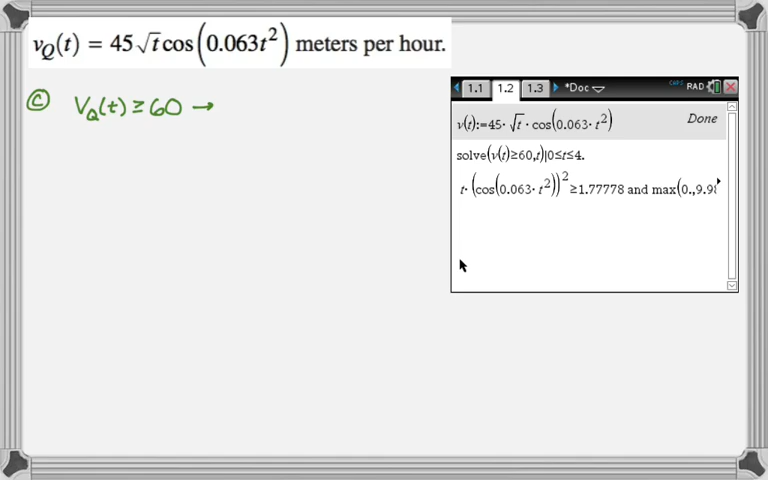 v_Q(t) = 45√t cos(0.063t²) meters per hour.
Ⓒ V_Q(t) ≥ 60 →
1.1 1.2 1.3 *Doc CAPS RAD
v(t):=45·√t·cos(0.063·t²) Done
solve(v(t)≥60,t)|0≤t≤4.
t·(cos(0.063·t²))²≥1.77778 and max(0.,9.98